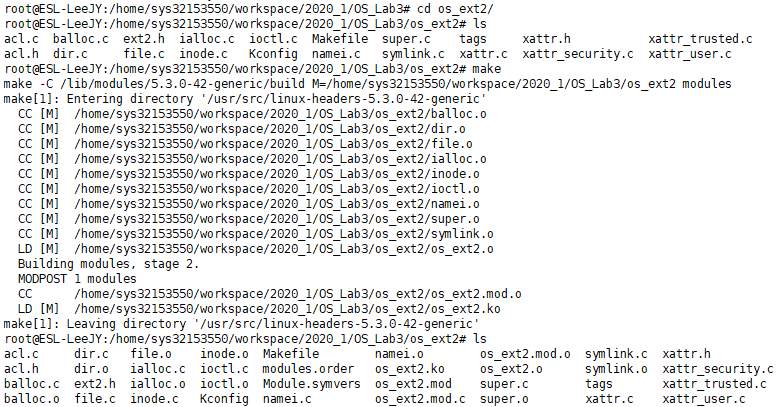 root@ESL-LeeJY:/home/sys32153550/workspace/2020_1/OS_Lab3# cd os_ext2/
root@ESL-LeeJY:/home/sys32153550/workspace/2020_1/OS_Lab3/os_ext2# ls
acl.c  balloc.c  ext2.h  ialloc.c  ioctl.c  Makefile  super.c    tags     xattr.h           xattr_trusted.c
acl.h  dir.c     file.c  inode.c   Kconfig  namei.c   symlink.c  xattr.c  xattr_security.c  xattr_user.c
root@ESL-LeeJY:/home/sys32153550/workspace/2020_1/OS_Lab3/os_ext2# make
make -C /lib/modules/5.3.0-42-generic/build M=/home/sys32153550/workspace/2020_1/OS_Lab3/os_ext2 modules
make[1]: Entering directory '/usr/src/linux-headers-5.3.0-42-generic'
  CC [M]  /home/sys32153550/workspace/2020_1/OS_Lab3/os_ext2/balloc.o
  CC [M]  /home/sys32153550/workspace/2020_1/OS_Lab3/os_ext2/dir.o
  CC [M]  /home/sys32153550/workspace/2020_1/OS_Lab3/os_ext2/file.o
  CC [M]  /home/sys32153550/workspace/2020_1/OS_Lab3/os_ext2/ialloc.o
  CC [M]  /home/sys32153550/workspace/2020_1/OS_Lab3/os_ext2/inode.o
  CC [M]  /home/sys32153550/workspace/2020_1/OS_Lab3/os_ext2/ioctl.o
  CC [M]  /home/sys32153550/workspace/2020_1/OS_Lab3/os_ext2/namei.o
  CC [M]  /home/sys32153550/workspace/2020_1/OS_Lab3/os_ext2/super.o
  CC [M]  /home/sys32153550/workspace/2020_1/OS_Lab3/os_ext2/symlink.o
  LD [M]  /home/sys32153550/workspace/2020_1/OS_Lab3/os_ext2/os_ext2.o
  Building modules, stage 2.
  MODPOST 1 modules
  CC      /home/sys32153550/workspace/2020_1/OS_Lab3/os_ext2/os_ext2.mod.o
  LD [M]  /home/sys32153550/workspace/2020_1/OS_Lab3/os_ext2/os_ext2.ko
make[1]: Leaving directory '/usr/src/linux-headers-5.3.0-42-generic'
root@ESL-LeeJY:/home/sys32153550/workspace/2020_1/OS_Lab3/os_ext2# ls
acl.c     dir.c   file.o    inode.o  Makefile        namei.o        os_ext2.mod.o  symlink.c  xattr.h
acl.h     dir.o   ialloc.c  ioctl.c  modules.order   os_ext2.ko     os_ext2.o      symlink.o  xattr_security.c
balloc.c  ext2.h  ialloc.o  ioctl.o  Module.symvers  os_ext2.mod    super.c        tags       xattr_trusted.c
balloc.o  file.c  inode.c   Kconfig  namei.c         os_ext2.mod.c  super.o        xattr.c    xattr_user.c